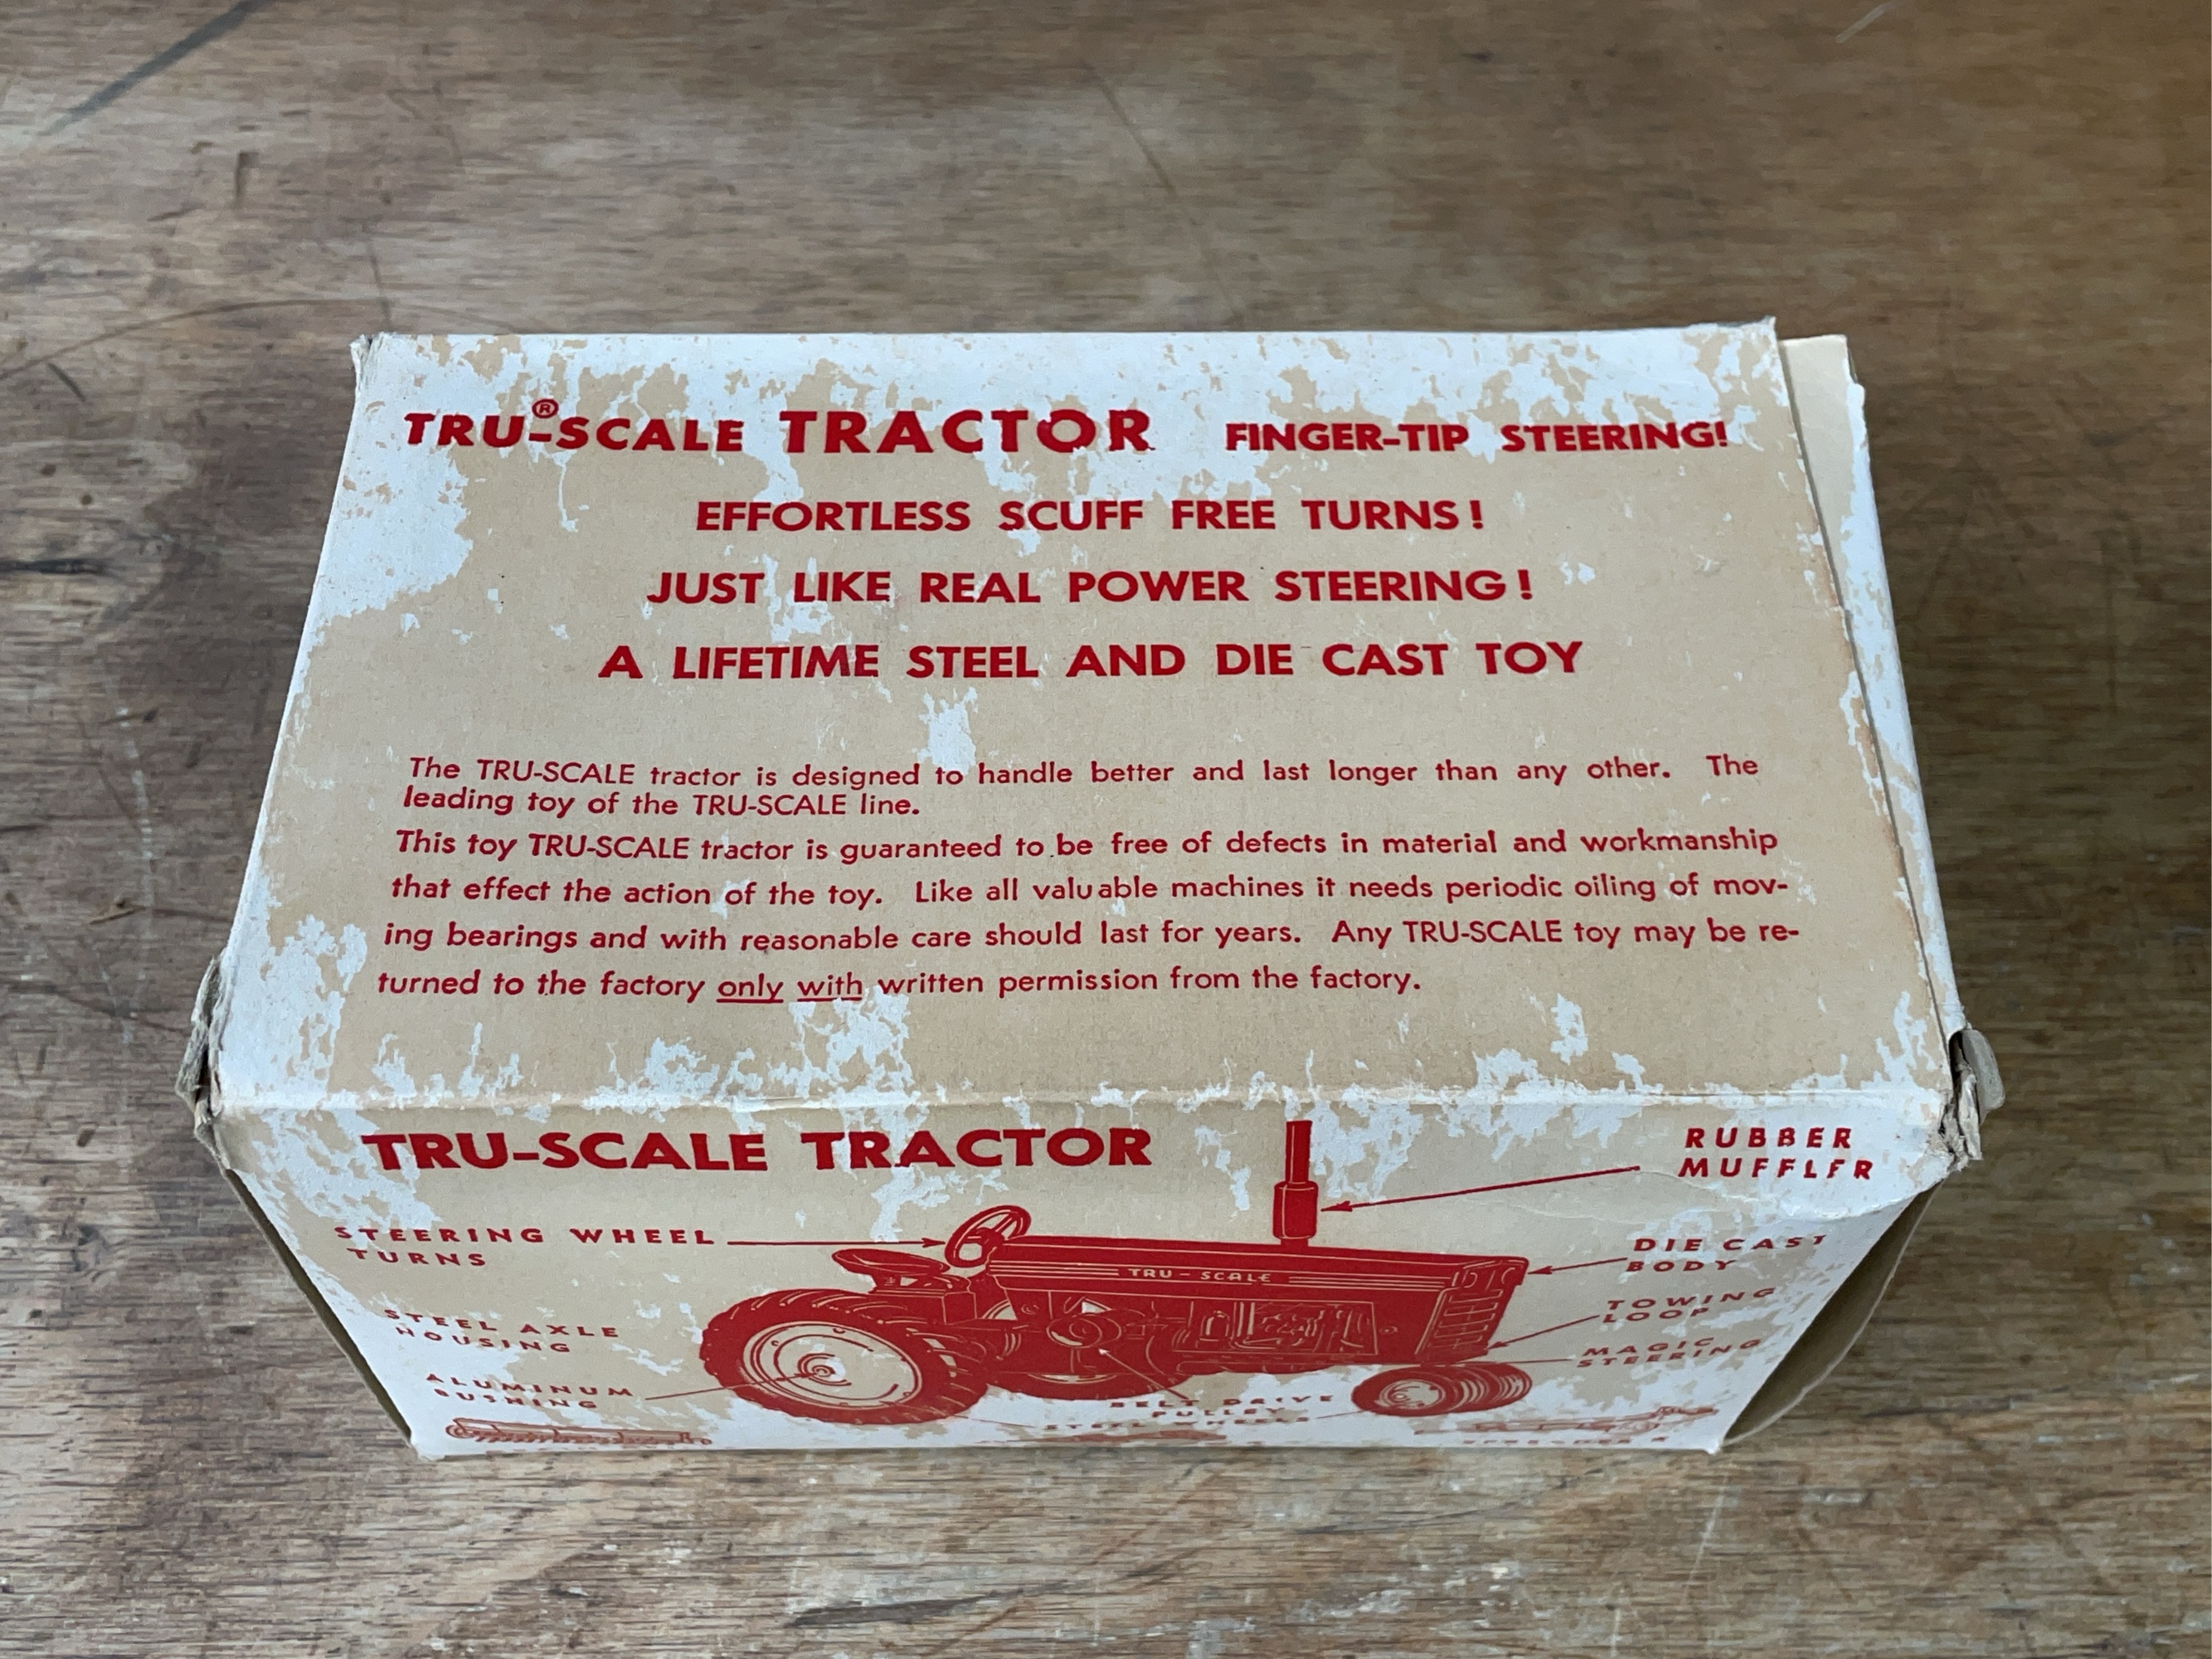 TRU-SCALE® TRACTOR FINGER-TIP STEERING!
EFFORTLESS SCUFF FREE TURNS!
JUST LIKE REAL POWER STEERING!
A LIFETIME STEEL AND DIE CAST TOY
The TRU-SCALE tractor is designed to handle better and last longer than any other. The
leading toy of the TRU-SCALE line.
This toy TRU-SCALE tractor is guaranteed to be free of defects in material and workmanship
that effect the action of the toy. Like all valuable machines it needs periodic oiling of mov-
ing bearings and with reasonable care should last for years. Any TRU-SCALE toy may be re-
turned to the factory only with written permission from the factory.
TRU-SCALE TRACTOR
RUBBER
MUFFLER
STEERING WHEEL
TURNS
DIE CAST
BODY
TRU-SCALE
TOWING
LOOP
STEEL AXLE
HOUSING
MAGIC
STEERING
ALUMINUM
BUSHING
BELT DRIVE
PULLEY
STEEL WHEELS